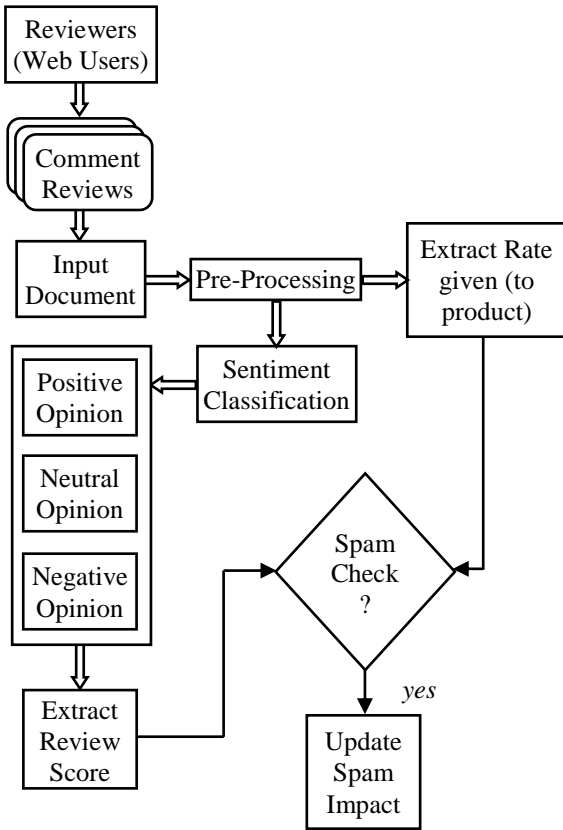 Reviewers
(Web Users)
Comment
Reviews
Input
Document
Pre-Processing
Extract Rate
given (to
product)
Sentiment
Classification
Positive
Opinion
Neutral
Opinion
Negative
Opinion
Spam
Check
?
Extract
Review
Score
yes
Update
Spam
Impact